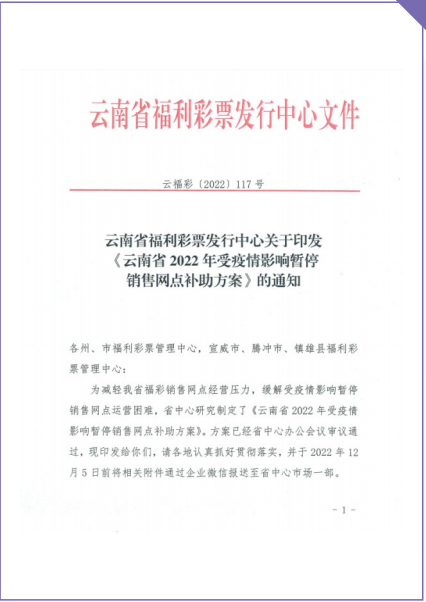 云南省福利彩票发行中心文件
云福彩〔2022〕117 号
云南省福利彩票发行中心关于印发
《云南省 2022 年受疫情影响暂停
销售网点补助方案》的通知
各州、市福利彩票管理中心，宣威市、腾冲市、镇雄县福利彩
票管理中心：
为减轻我省福彩销售网点经营压力，缓解受疫情影响暂停
销售网点运营困难，省中心研究制定了《云南省 2022 年受疫情
影响暂停销售网点补助方案》。方案已经省中心办公会议审议通
过，现印发给你们，请各地认真抓好贯彻落实，并于 2022 年 12
月 5 日前将相关附件通过企业微信报送至省中心市场一部。
- 1 -